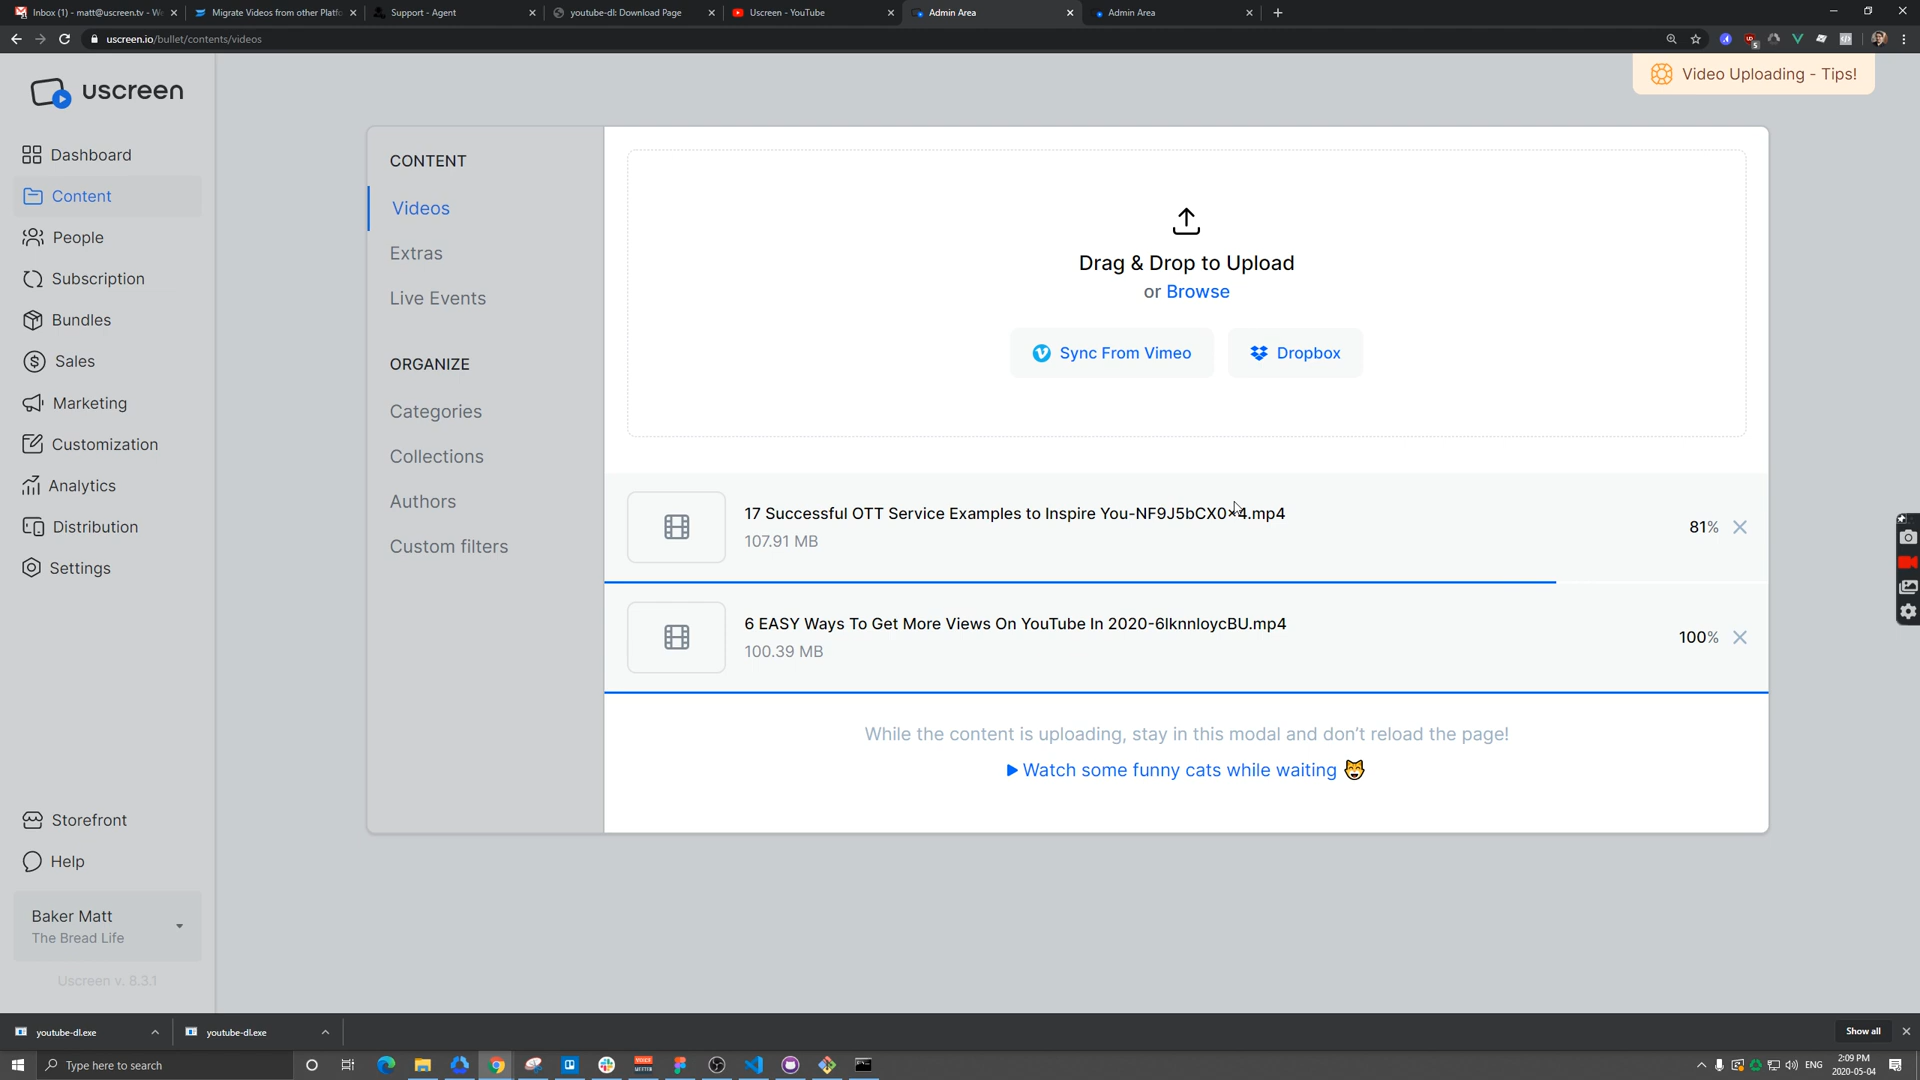 Inbox (1) - matt@uscreen.tv - W
Migrate Videos from other Platfo
Support - Agent
youtube-dl: Download Page
Uscreen - YouTube
Admin Area
Admin Area
uscreen.io/bullet/contents/videos
uscreen
Video Uploading - Tips!
Dashboard
Content
People
Subscription
Bundles
Sales
Marketing
Customization
Analytics
Distribution
Settings
Storefront
Help
Baker Matt
The Bread Life
Uscreen v. 8.3.1
CONTENT
Videos
Extras
Live Events
ORGANIZE
Categories
Collections
Authors
Custom filters
Drag & Drop to Upload
or Browse
Sync From Vimeo
Dropbox
17 Successful OTT Service Examples to Inspire You-NF9J5bCX0x4.mp4
107.91 MB
81%
6 EASY Ways To Get More Views On YouTube In 2020-6lknnloycBU.mp4
100.39 MB
100%
While the content is uploading, stay in this modal and don't reload the page!
Watch some funny cats while waiting
youtube-dl.exe
youtube-dl.exe
Show all
Type here to search
ENG
2:09 PM
2020-05-04